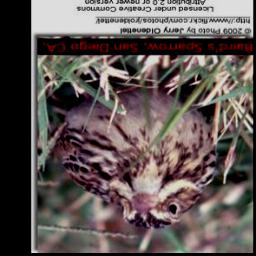 Baird's Sparrow, San Diego CA.
© 2009 Photo by Jerry Oldenettel
http://www.flickr.com/photos/jroldenettel/
Licensed under Creative Commons
Attribution 2.0 or newer version